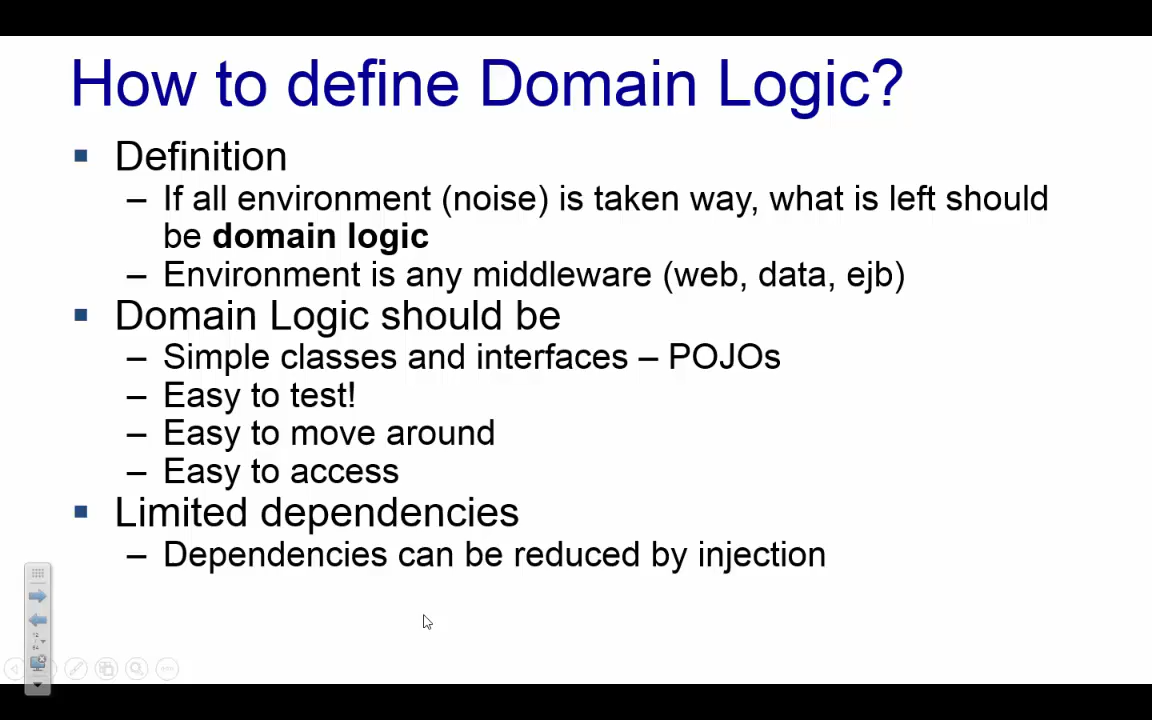 How to define Domain Logic?
▪ Definition
– If all environment (noise) is taken way, what is left should
be domain logic
– Environment is any middleware (web, data, ejb)
▪ Domain Logic should be
– Simple classes and interfaces – POJOs
– Easy to test!
– Easy to move around
– Easy to access
▪ Limited dependencies
– Dependencies can be reduced by injection